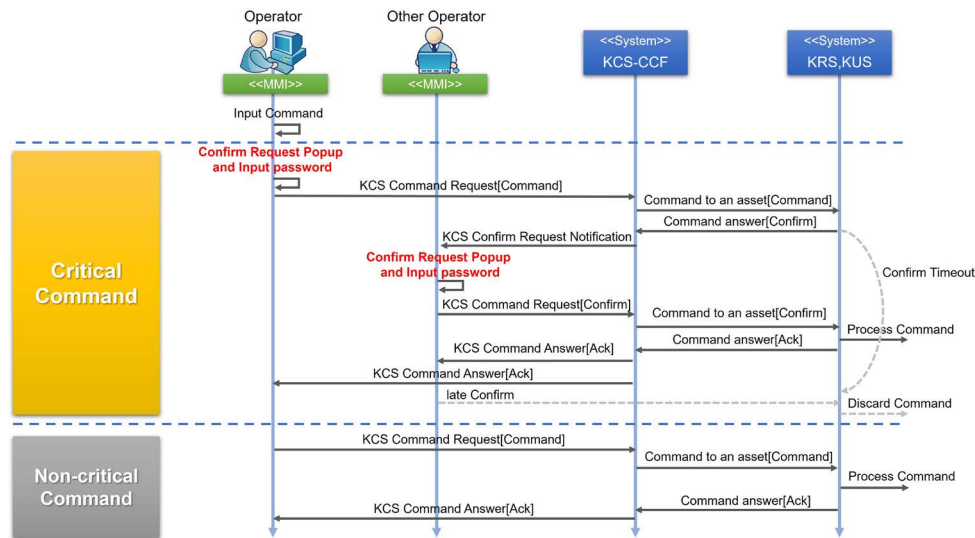 Operator
Other Operator
<<MMI>>
<<MMI>>
<<System>>
KCS-CCF
<<System>>
KRS,KUS
Input Command
Critical
Command
Confirm Request Popup
and Input password
KCS Command Request[Command]
Command to an asset[Command]
Command answer[Confirm]
KCS Confirm Request Notification
Confirm Request Popup
and Input password
Confirm Timeout
KCS Command Request[Confirm]
Command to an asset[Confirm]
Process Command
Command answer[Ack]
KCS Command Answer[Ack]
KCS Command Answer[Ack]
late Confirm
Discard Command
Non-critical
Command
KCS Command Request[Command]
Command to an asset[Command]
Process Command
Command answer[Ack]
KCS Command Answer[Ack]